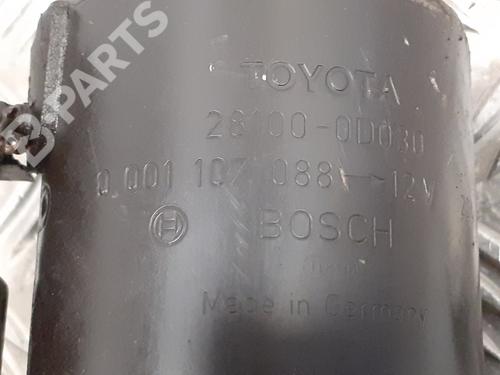 B PARTS
TOYOTA
28100-0D030
0 001 107 088 → 12V
BOSCH
Made in Germany